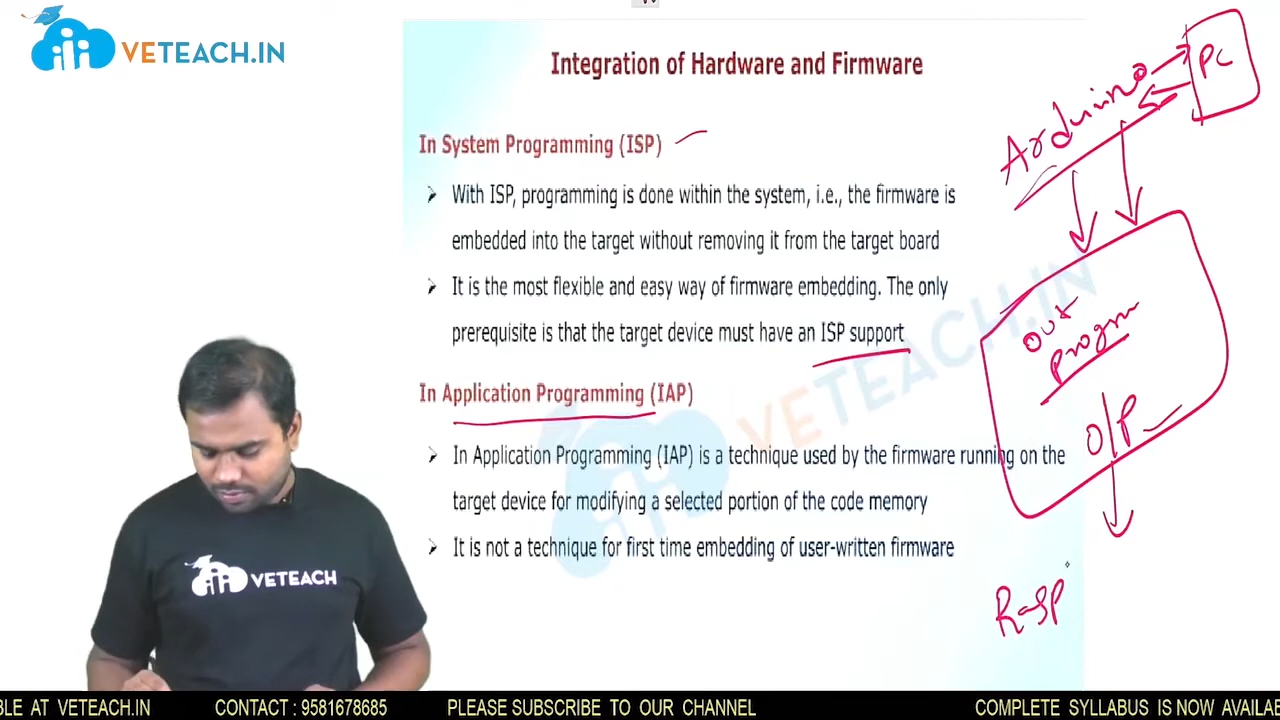 VETEACH.IN
Integration of Hardware and Firmware
In System Programming (ISP)
➢ With ISP, programming is done within the system, i.e., the firmware is
embedded into the target without removing it from the target board
➢ It is the most flexible and easy way of firmware embedding. The only
prerequisite is that the target device must have an ISP support
In Application Programming (IAP)
➢ In Application Programming (IAP) is a technique used by the firmware running on the
target device for modifying a selected portion of the code memory
➢ It is not a technique for first time embedding of user-written firmware
PC
Arduino
out
O/P
Rasp
VETEACH.IN
VETEACH
BLE AT VETEACH.IN CONTACT : 9581678685 PLEASE SUBSCRIBE TO OUR CHANNEL COMPLETE SYLLABUS IS NOW AVAILAB